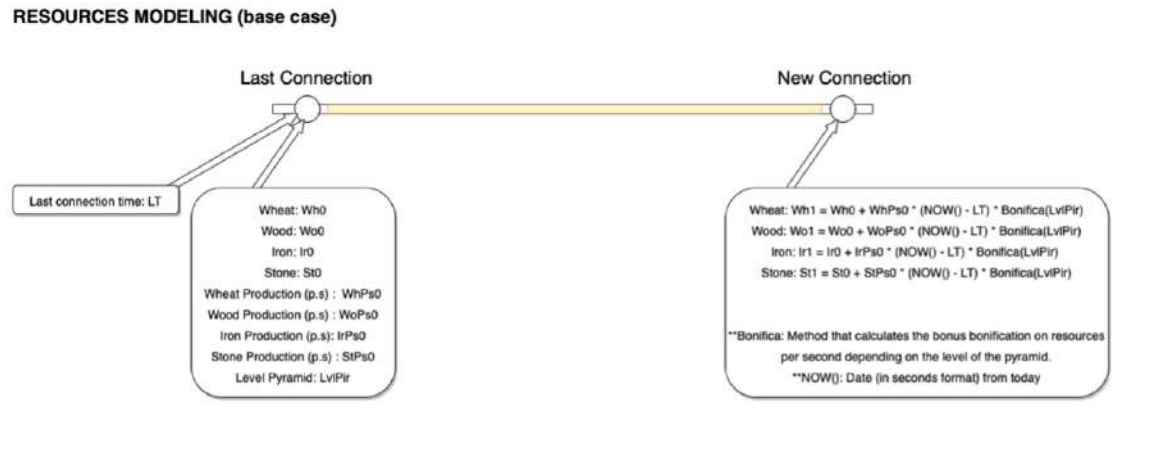 RESOURCES MODELING (base case)
Last Connection
New Connection
Last connection time: LT
Wheat: Wh0
Wood: Wo0
Iron: Ir0
Stone: St0
Wheat Production (p.s) : WhPs0
Wood Production (p.s) : WoPs0
Iron Production (p.s): IrPs0
Stone Production (p.s) : StPs0
Level Pyramid: LvlPir
Wheat: Wh1 = Wh0 + WhPs0 * (NOW() - LT) * Bonifica(LvlPir)
Wood: Wo1 = Wo0 + WoPs0 * (NOW() - LT) * Bonifica(LvlPir)
Iron: Ir1 = Ir0 + IrPs0 * (NOW() - LT) * Bonifica(LvlPir)
Stone: St1 = St0 + StPs0 * (NOW() - LT) * Bonifica(LvlPir)
**Bonifica: Method that calculates the bonus bonification on resources
per second depending on the level of the pyramid.
**NOW(): Date (in seconds format) from today